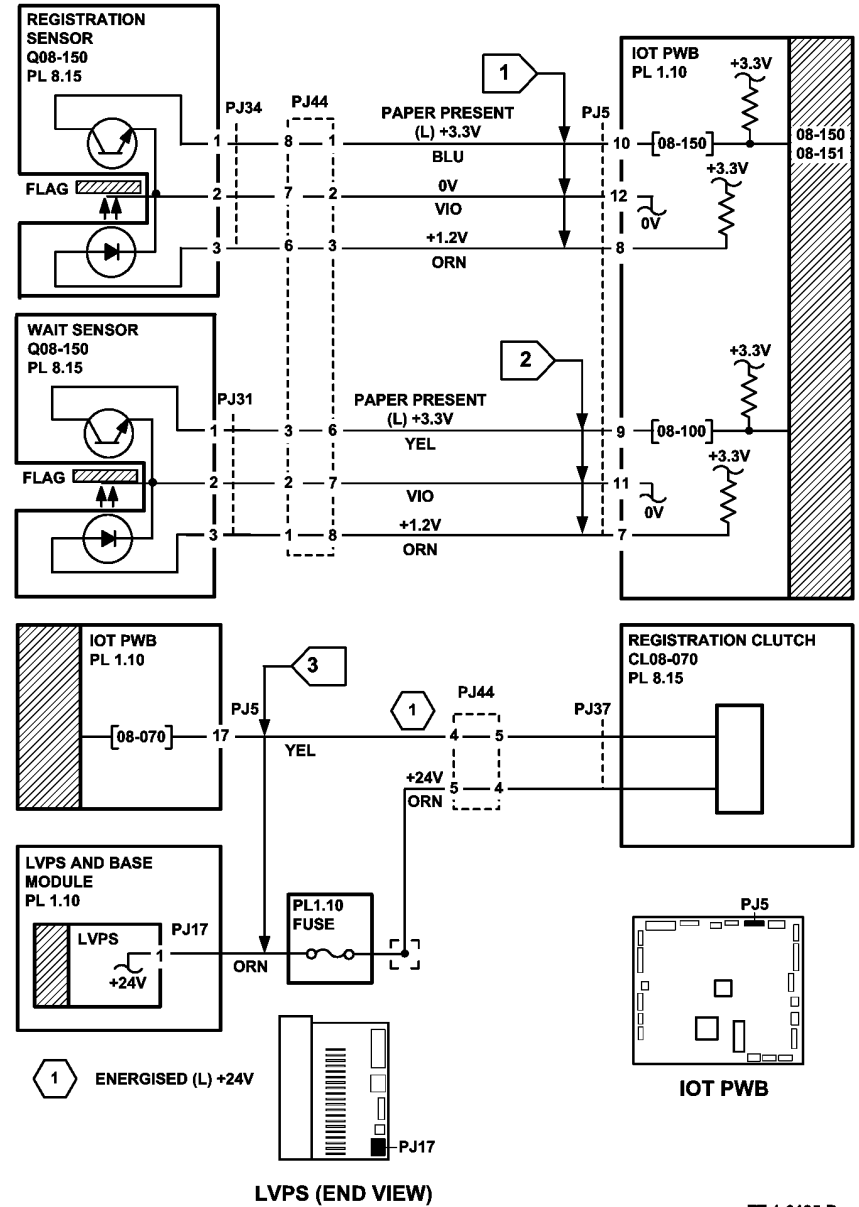 REGISTRATION
SENSOR
Q08-150
PL 8.15
FLAG
1
2
3
PJ34
PJ44
8 1
7 2
6 3
PAPER PRESENT
(L) +3.3V
BLU
0V
VIO
+1.2V
ORN
1
PJ5
10
12
8
IOT PWB
PL 1.10
+3.3V
08-150
08-150
08-151
+3.3V
0V
WAIT SENSOR
Q08-150
PL 8.15
FLAG
1
2
3
PJ31
3 6
2 7
1 8
PAPER PRESENT
(L) +3.3V
YEL
VIO
+1.2V
ORN
2
9
11
7
+3.3V
08-100
+3.3V
0V
IOT PWB
PL 1.10
08-070
PJ5
17
3
YEL
1
PJ44
4 5
+24V
ORN
5 4
PJ37
REGISTRATION CLUTCH
CL08-070
PL 8.15
LVPS AND BASE
MODULE
PL 1.10
LVPS
+24V
PJ17
1
ORN
PL1.10
FUSE
1 ENERGISED (L) +24V
PJ17
LVPS (END VIEW)
PJ5
IOT PWB